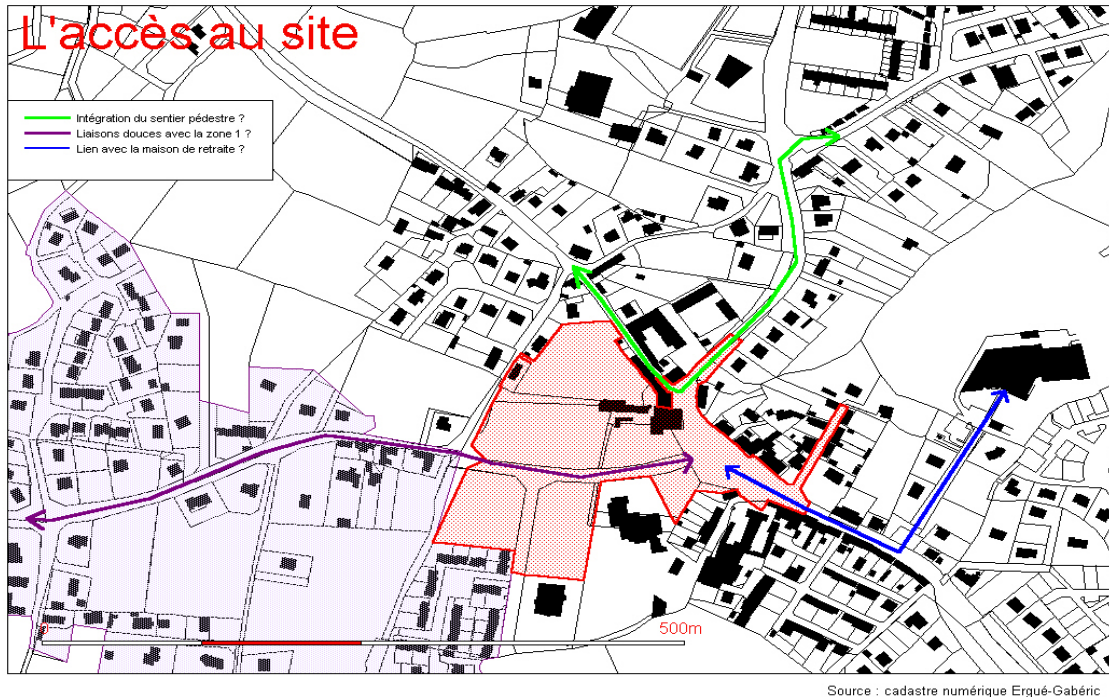 L'accès au site
Intégration du sentier pédestre ?
Liaisons douces avec la zone 1 ?
Lien avec la maison de retraite ?
500m
Source : cadastre numérique Ergué-Gabéric